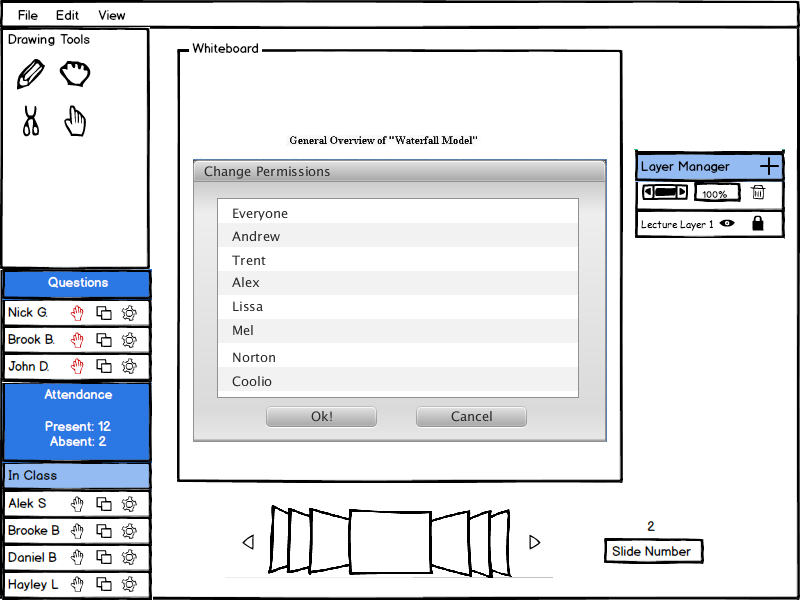 File Edit View
Drawing Tools
Whiteboard
General Overview of "Waterfall Model"
Change Permissions
Everyone
Andrew
Trent
Alex
Lissa
Mel
Norton
Coolio
Ok! Cancel
Layer Manager
100%
Lecture Layer 1
Questions
Nick G.
Brook B.
John D.
Attendance
Present: 12
Absent: 2
In Class
Alek S
Brooke B
Daniel B
Hayley L
2
Slide Number